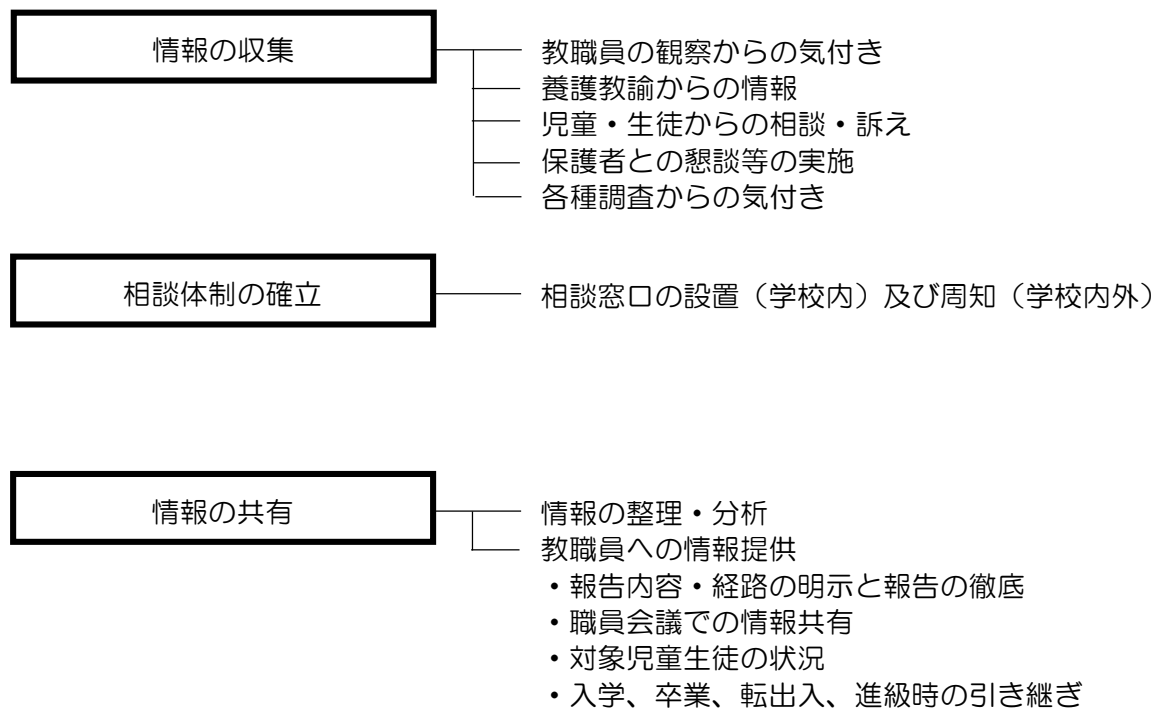 情報の収集
教職員の観察からの気付き
養護教諭からの情報
児童・生徒からの相談・訴え
保護者との懇談等の実施
各種調査からの気付き
相談体制の確立
相談窓口の設置（学校内）及び周知（学校内外）
情報の共有
情報の整理・分析
教職員への情報提供
・報告内容・経路の明示と報告の徹底
・職員会議での情報共有
・対象児童生徒の状況
・入学、卒業、転出入、進級時の引き継ぎ